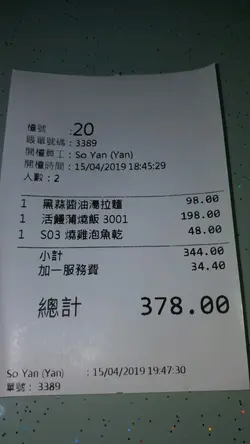 檯號 : 20
賬單號碼 : 3389
開檯員工 : So Yan (Yan)
開檯時間 : 15/04/2019 18:45:29
人數 : 2
1 黑蒜醬油湯拉麵 98.00
1 活鰻蒲燒飯 3001 198.00
1 S03 燒雞泡魚乾 48.00
小計 344.00
加一服務費 34.40
總計 378.00
So Yan (Yan) : 15/04/2019 19:47:30
單號 : 3389